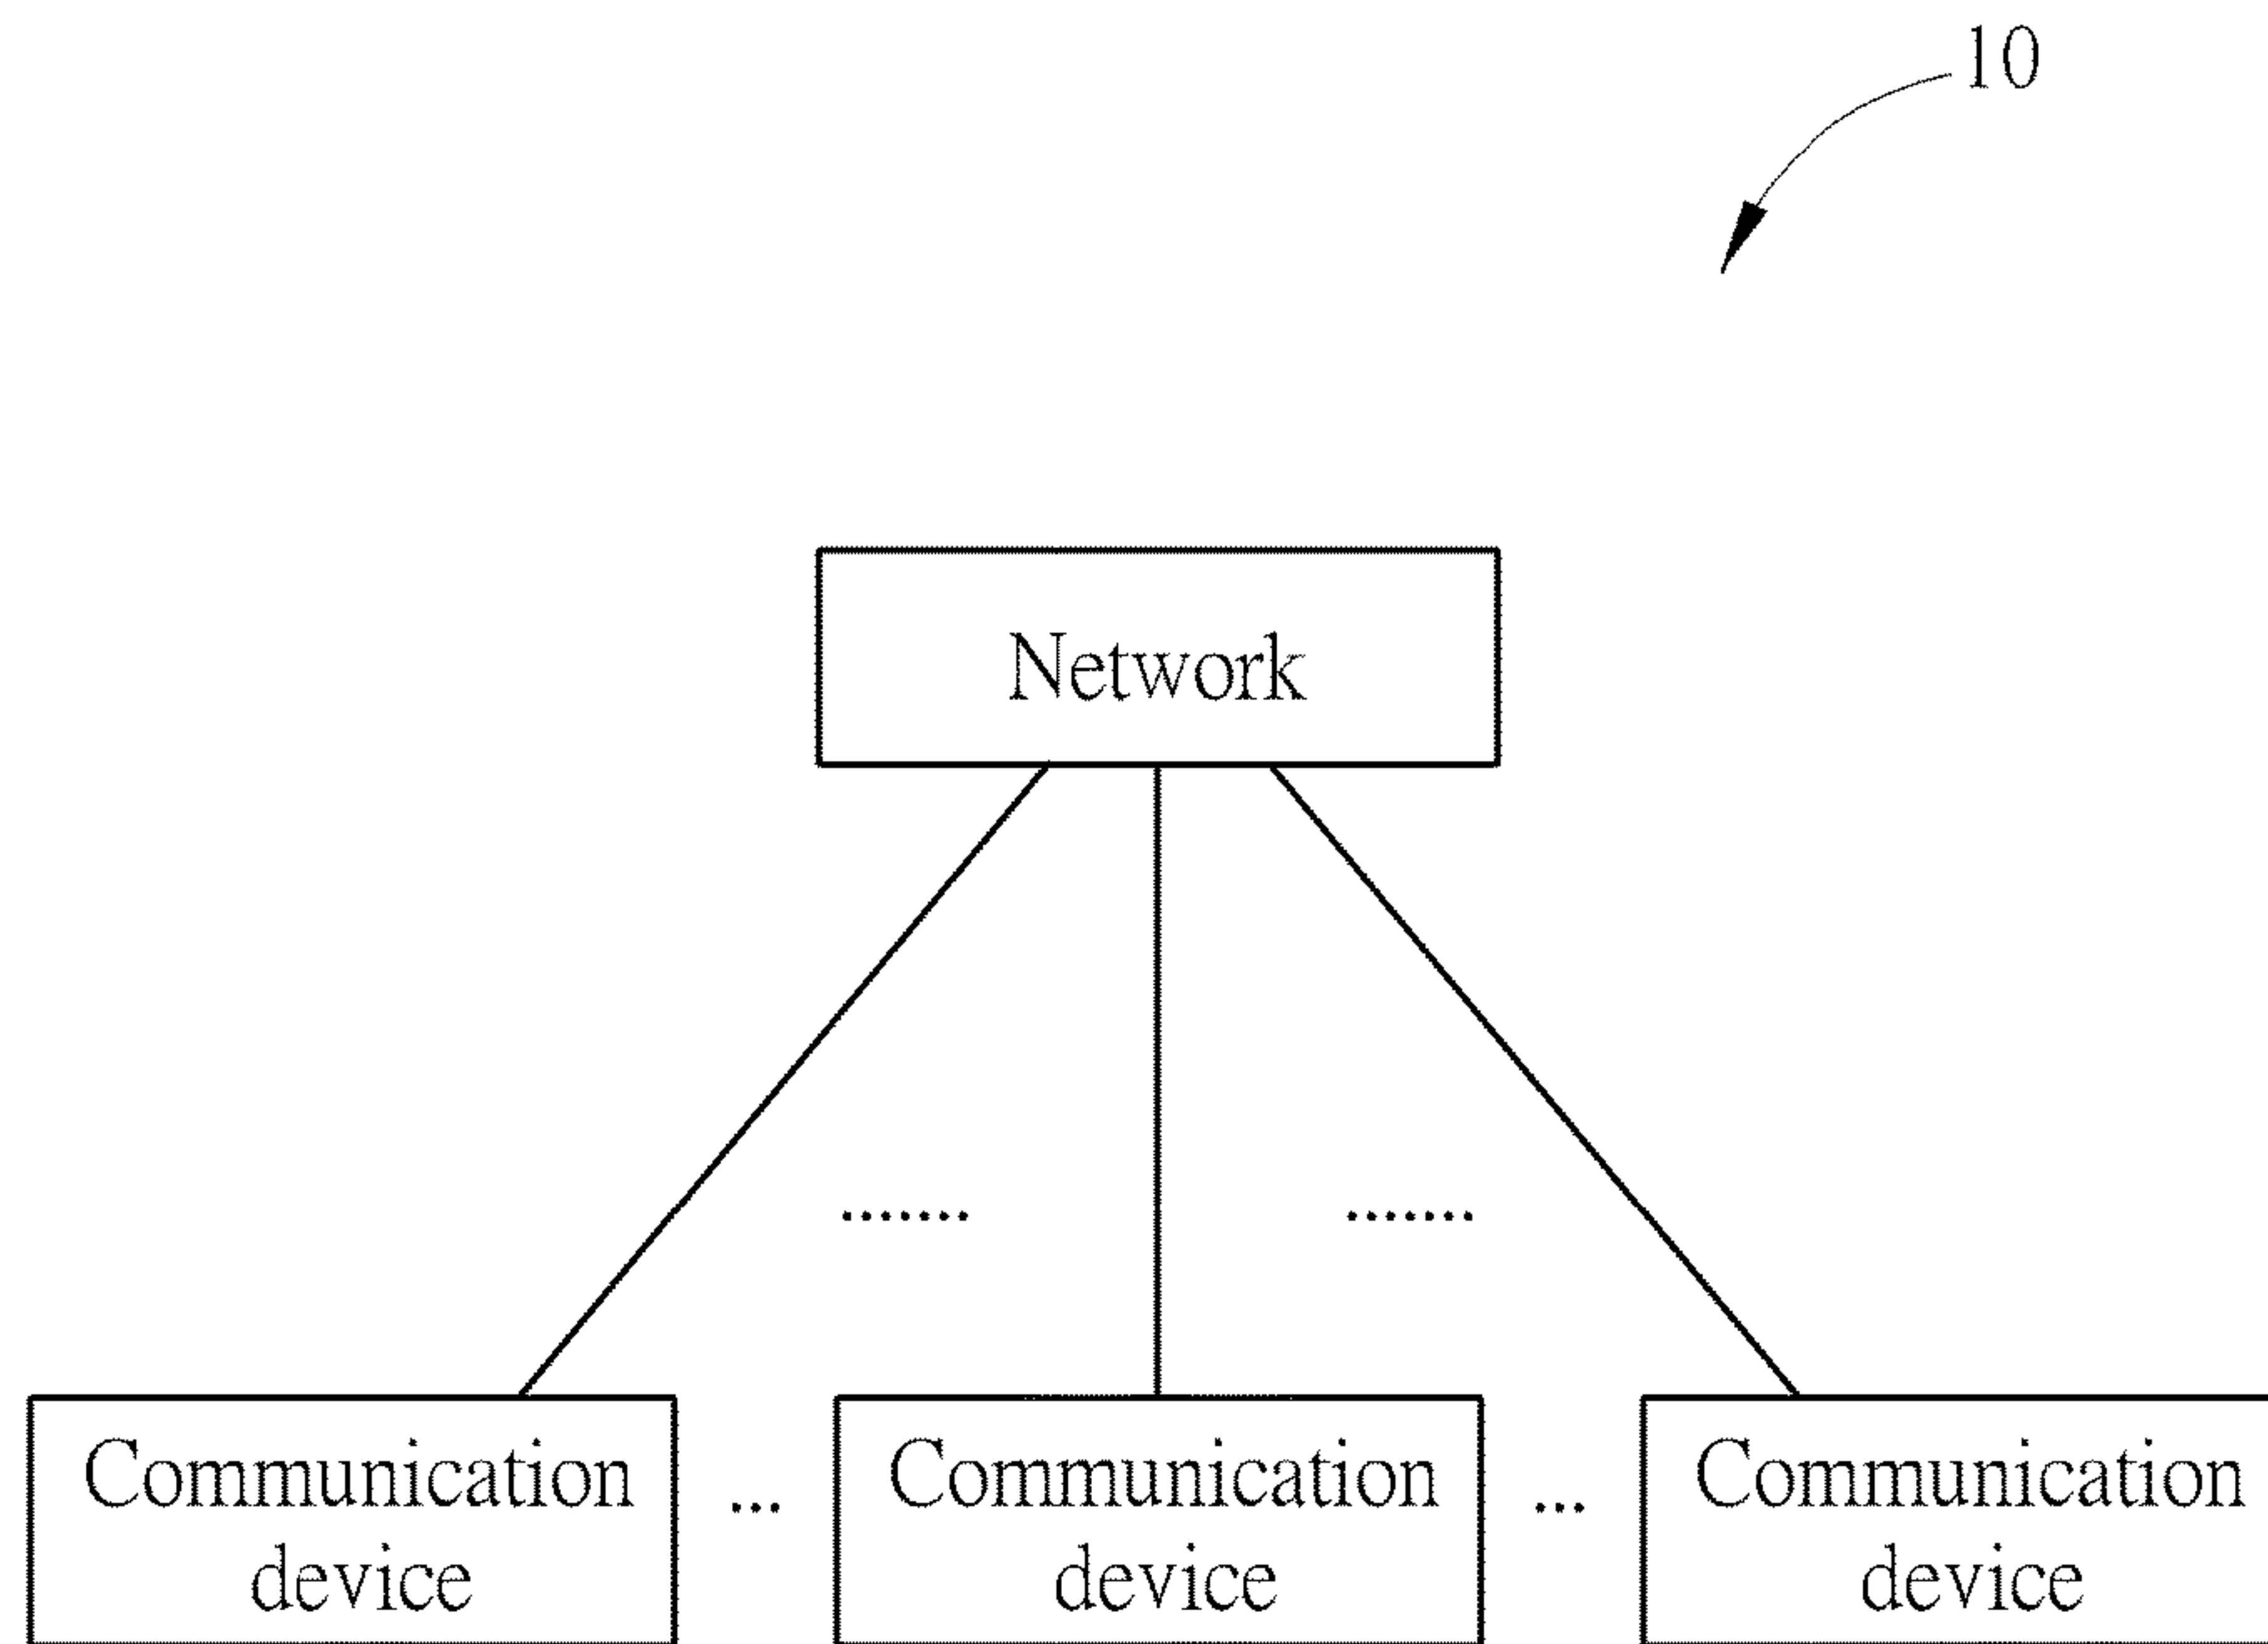 10
Network
.......
.......
Communication
device
...
Communication
device
...
Communication
device